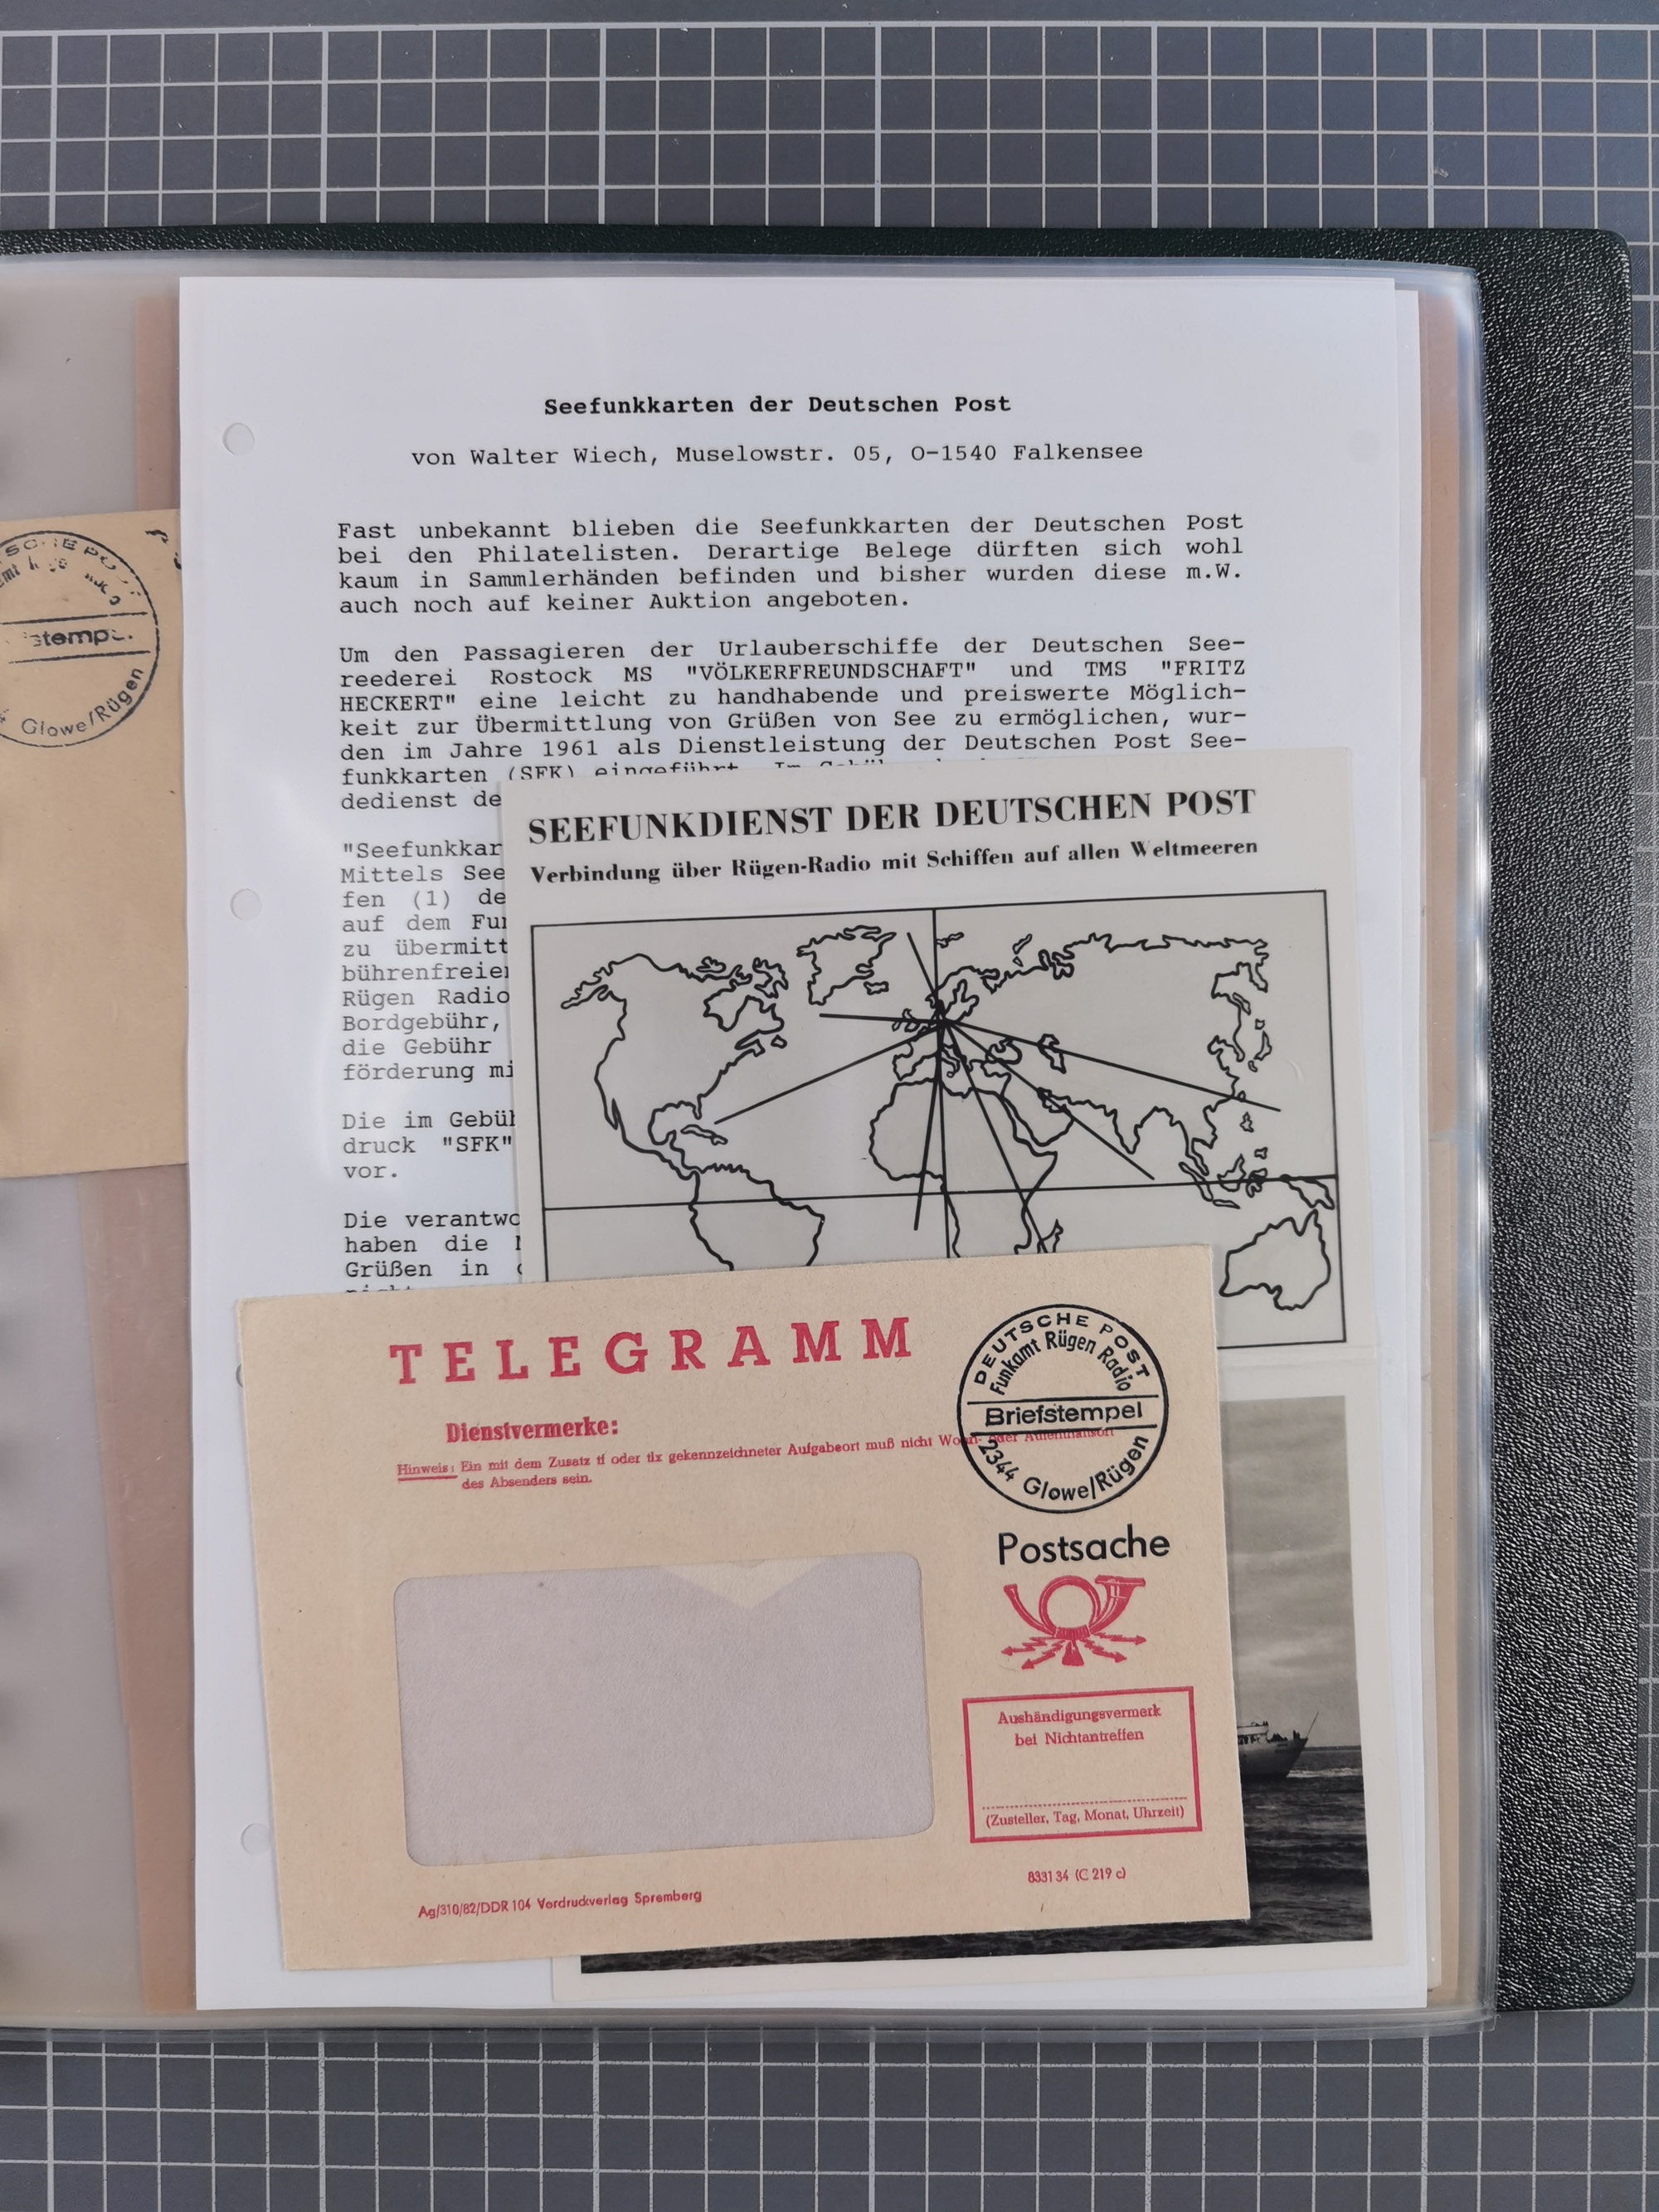 Seefunkkarten der Deutschen Post
von Walter Wiech, Muselowstr. 05, O-1540 Falkensee
Fast unbekannt blieben die Seefunkkarten der Deutschen Post
bei den Philatelisten. Derartige Belege dürften sich wohl
kaum in Sammlerhänden befinden und bisher wurden diese m.W.
auch noch auf keiner Auktion angeboten.
Um den Passagieren der Urlauberschiffe der Deutschen See-
reederei Rostock MS "VÖLKERFREUNDSCHAFT" und TMS "FRITZ
HECKERT" eine leicht zu handhabende und preiswerte Möglich-
keit zur Übermittlung von Grüßen von See zu ermöglichen, wur-
den im Jahre 1961 als Dienstleistung der Deutschen Post See-
funkkarten (SFK) eingeführt. Im
dedienst de
"Seefunkkar
Mittels See
fen (1) de
auf dem Fu
zu übermitt
bührenfreie
Rügen Radio
Bordgebühr,
die Gebühr
förderung mi
Die im Gebü
druck "SFK"
vor.
Die verantwo
haben die
Grüßen in
SEEFUNKDIENST DER DEUTSCHEN POST
Verbindung über Rügen-Radio mit Schiffen auf allen Weltmeeren
TELEGRAMM
Dienstvermerke:
Hinweis: Ein mit dem Zusatz tf oder tlx gekennzeichneter Aufgabeort muß nicht Wohn- oder Aufenthaltsort
des Absenders sein.
DEUTSCHE POST
Funkamt Rügen Radio
Briefstempel
2344 Glowe/Rügen
Postsache
Aushändigungsvermerk
bei Nichtantreffen
(Zusteller, Tag, Monat, Uhrzeit)
833134 (C 219 c)
Ag/310/82/DDR 104 Vordruckverlag Spremberg
Glowe/Rügen